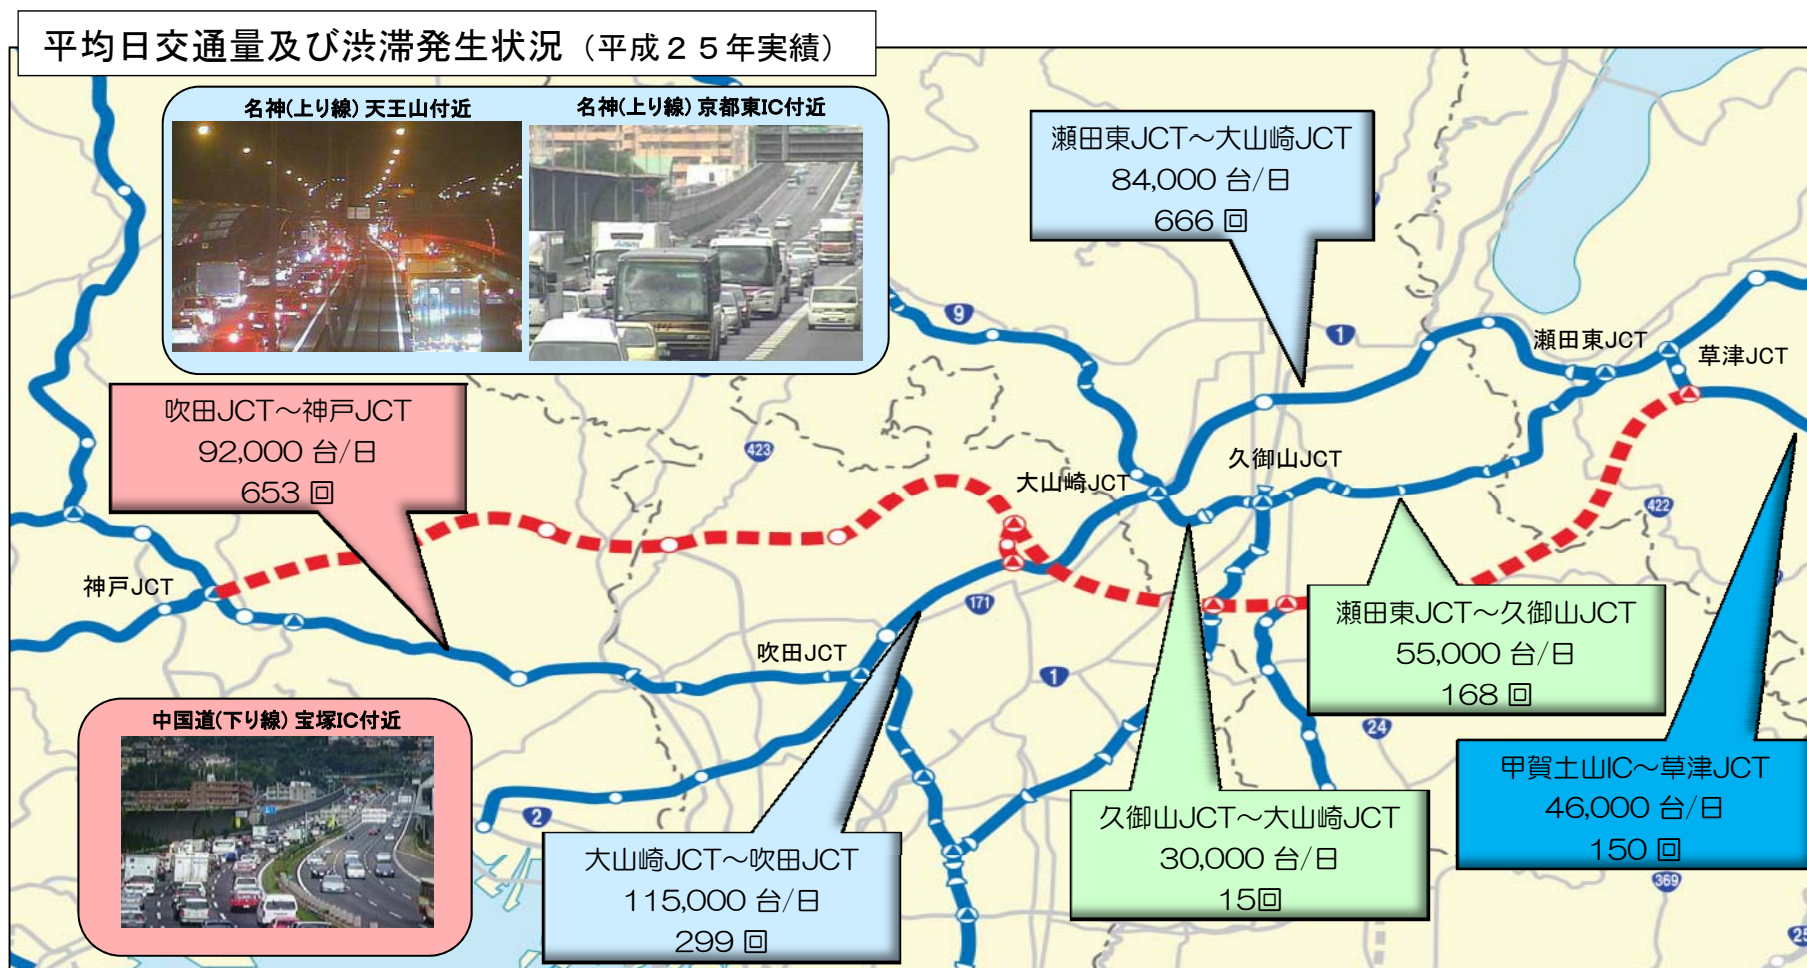 平均日交通量及び渋滞発生状況（平成２５年実績）
名神(上り線) 天王山付近
名神(上り線) 京都東IC付近
瀬田東JCT～大山崎JCT
84,000 台/日
666 回
9
1
瀬田東JCT
草津JCT
吹田JCT～神戸JCT
92,000 台/日
653 回
423
大山崎JCT
久御山JCT
422
神戸JCT
171
瀬田東JCT～久御山JCT
55,000 台/日
168 回
吹田JCT
1
24
中国道(下り線) 宝塚IC付近
甲賀土山IC～草津JCT
46,000 台/日
150 回
2
久御山JCT～大山崎JCT
30,000 台/日
15回
大山崎JCT～吹田JCT
115,000 台/日
299 回
369
25